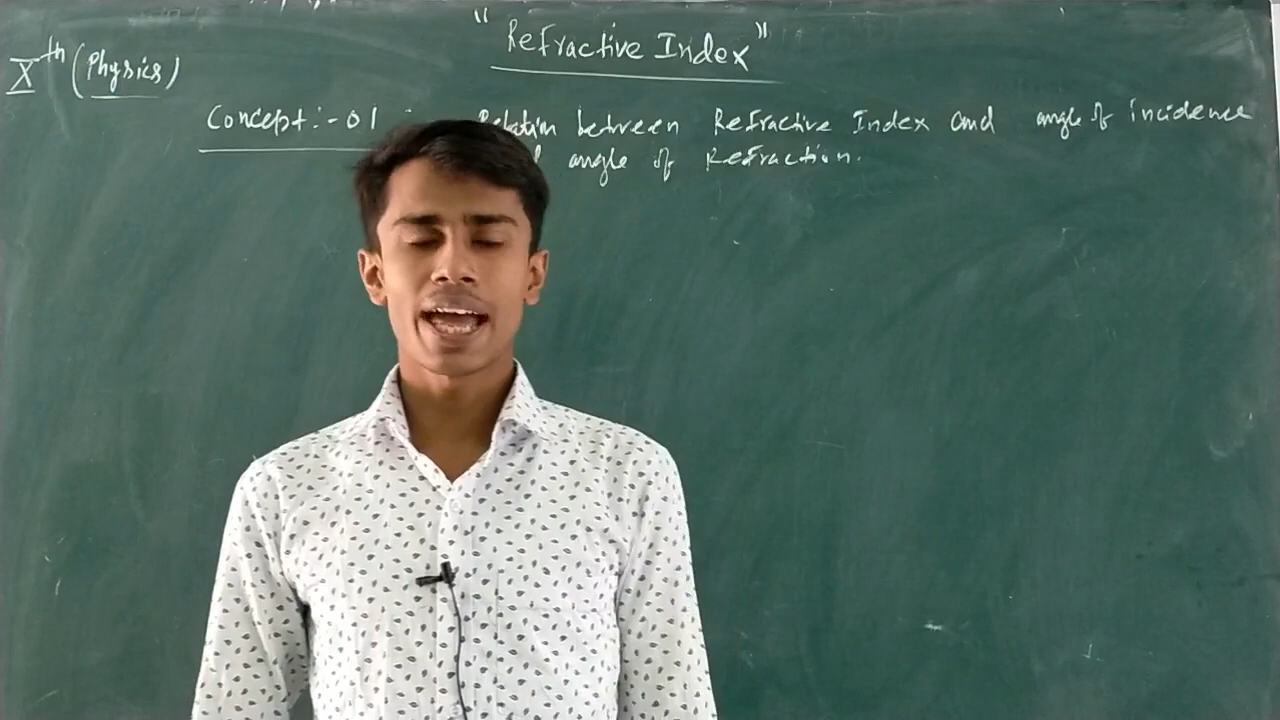 "Refractive Index"
Xth (Physics)
Concept:-01 Relation between Refractive Index and angle of incidence
angle of Refraction.